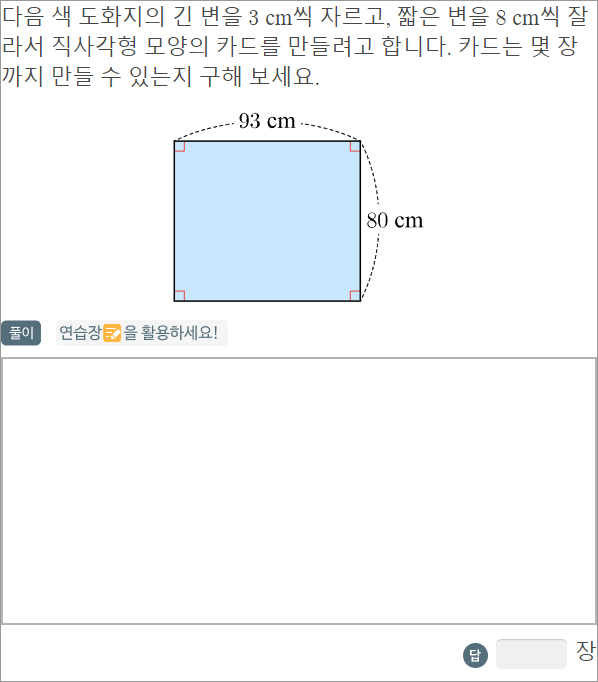 다음 색 도화지의 긴 변을 3 cm씩 자르고, 짧은 변을 8 cm씩 잘
라서 직사각형 모양의 카드를 만들려고 합니다. 카드는 몇 장
까지 만들 수 있는지 구해 보세요.
93 cm
80 cm
풀이 연습장을 활용하세요!
답 장